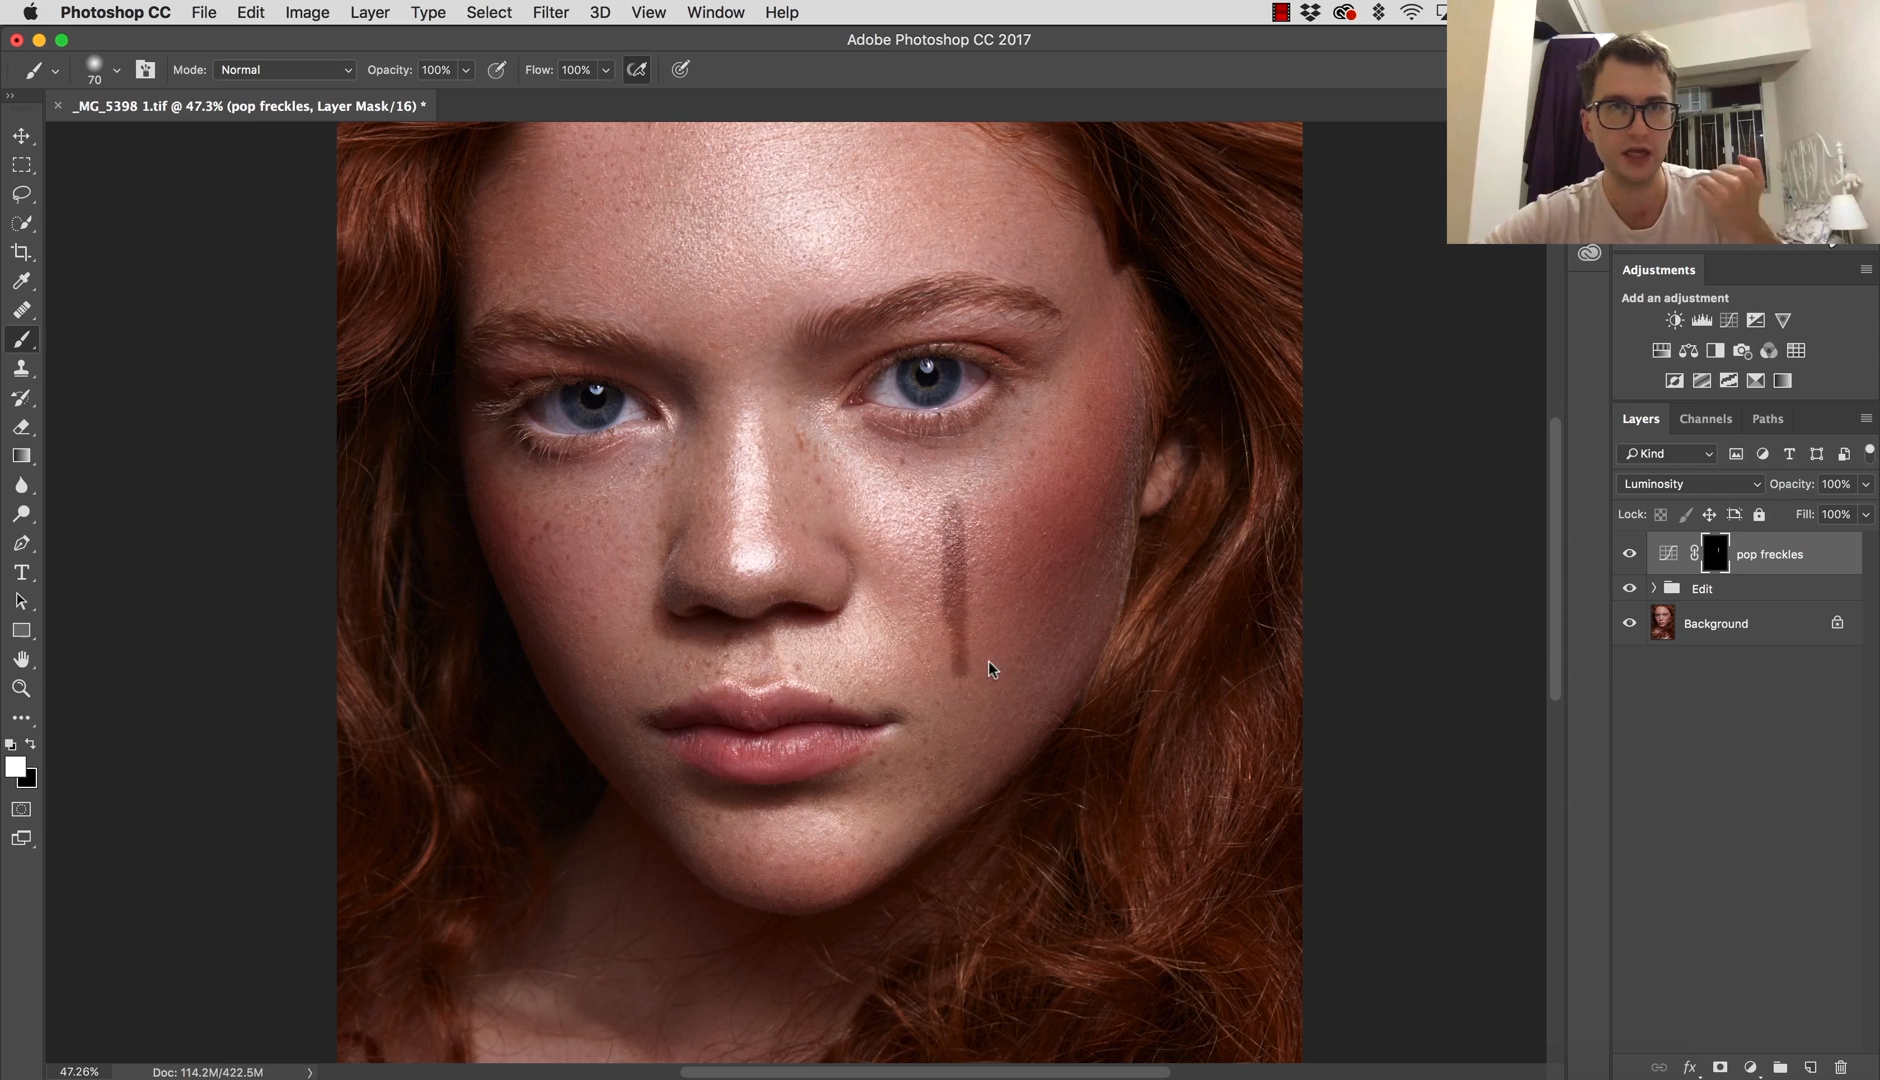 Photoshop CC File Edit Image Layer Type Select Filter 3D View Window Help
Adobe Photoshop CC 2017
70 Mode: Normal Opacity: 100% Flow: 100%
_MG_5398 1.tif @ 47.3% (pop freckles, Layer Mask/16) *
Adjustments
Add an adjustment
Layers Channels Paths
Kind
Luminosity Opacity: 100%
Lock: Fill: 100%
pop freckles
Edit
Background
47.26% Doc: 114.2M/422.5M